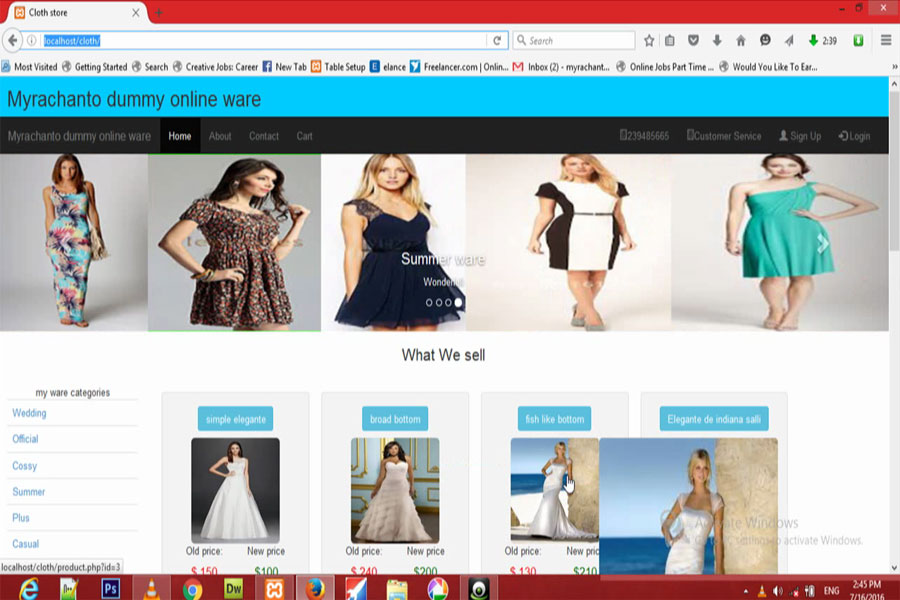 Cloth store
localhost/cloth/
Search
2:39
Most Visited Getting Started Search Creative Jobs: Career New Tab Table Setup elance Freelancer.com | Onlin... Inbox (2) - myrachant... Online Jobs Part Time ... Would You Like To Ear...
Myrachanto dummy online ware
Myrachanto dummy online ware Home About Contact Cart 239485665 Customer Service Sign Up Login
Summer ware
What We sell
my ware categories
Wedding
Official
Cossy
Summer
Plus
Casual
simple elegante broad bottom fish like bottom Elegante de indiana salli
Old price: New price Old price: New price Old price: New pric
$ 150 $100 $ 240 $200 $ 130 $210
Activate Windows
settings to activate Windows.
localhost/cloth/product.php?id=3
Ps Dw
ENG
2:45 PM
7/16/2016